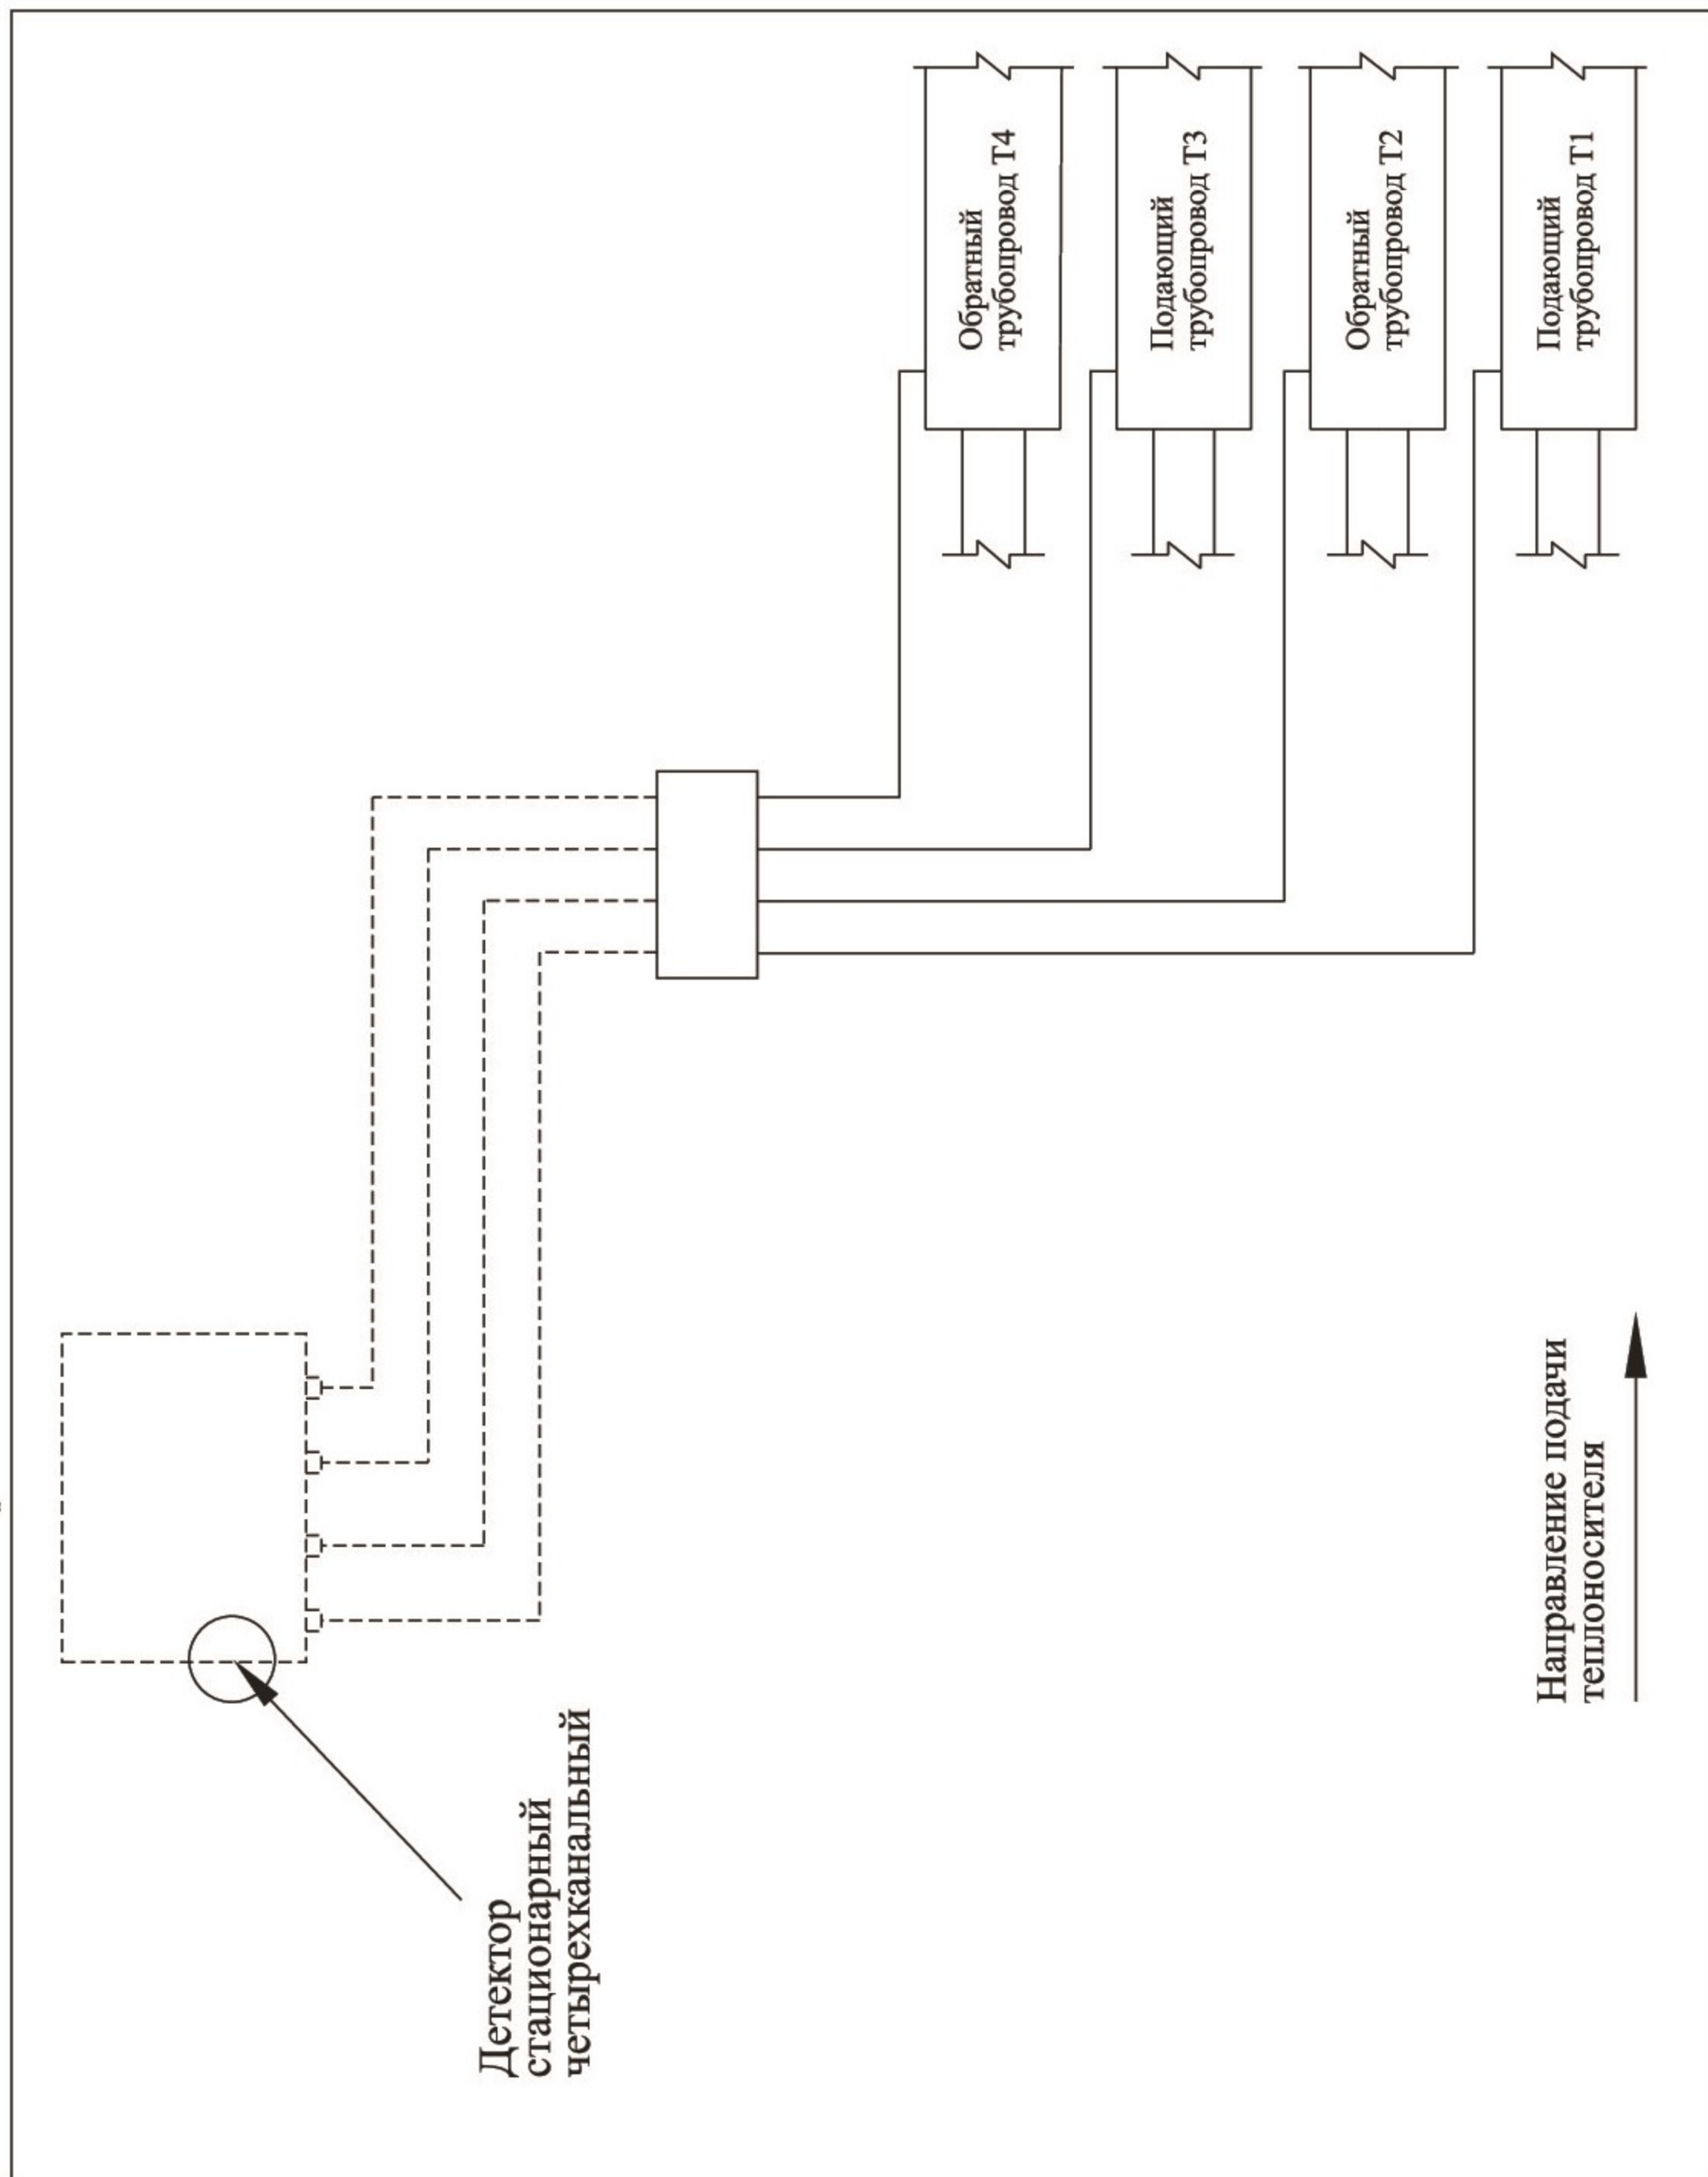 Детектор
стационарный
четырехканальный
Обратный
трубопровод Т4
Подающий
трубопровод Т3
Обратный
трубопровод Т2
Подающий
трубопровод Т1
Направление подачи
теплоносителя